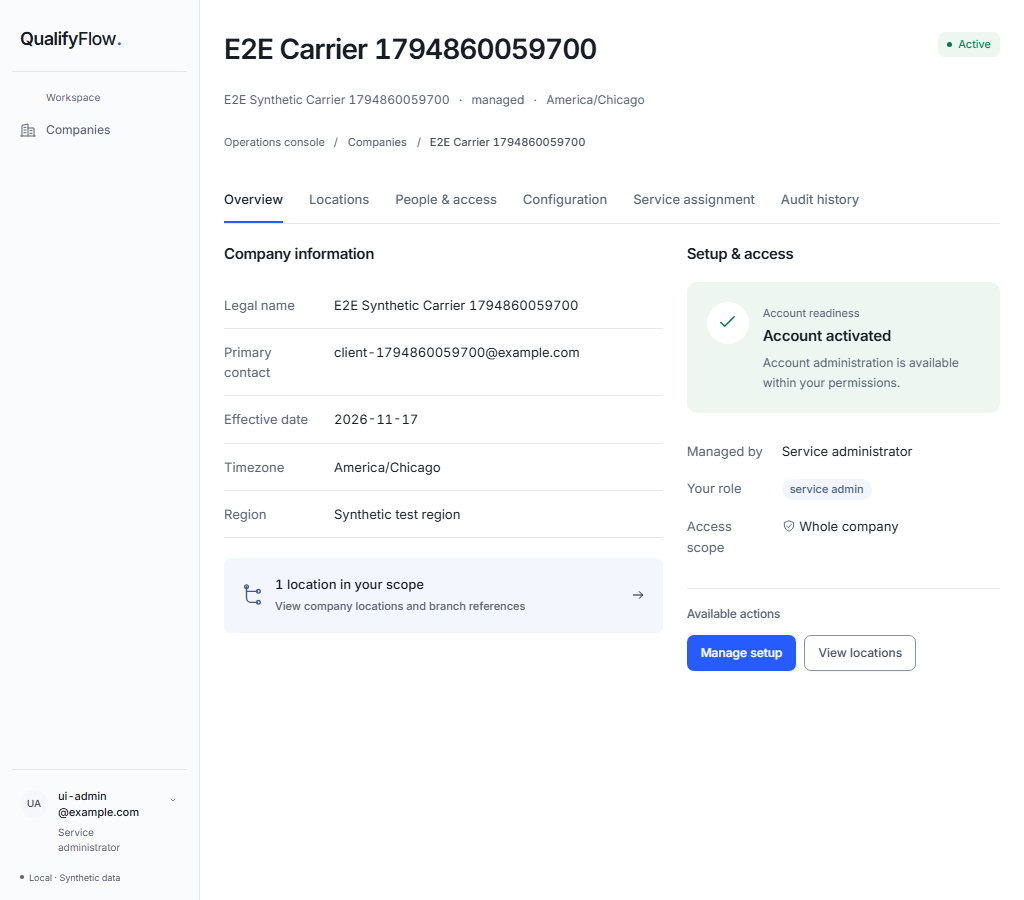 QualifyFlow.
Workspace
Companies
UA
ui-admin
@example.com
Service
administrator
Local · Synthetic data
E2E Carrier 1794860059700
Active
E2E Synthetic Carrier 1794860059700 · managed · America/Chicago
Operations console / Companies / E2E Carrier 1794860059700
Overview Locations People & access Configuration Service assignment Audit history
Company information
Legal name E2E Synthetic Carrier 1794860059700
Primary
contact
client-1794860059700@example.com
Effective date 2026-11-17
Timezone America/Chicago
Region Synthetic test region
1 location in your scope
View company locations and branch references
Setup & access
Account readiness
Account activated
Account administration is available
within your permissions.
Managed by Service administrator
Your role service admin
Access
scope
Whole company
Available actions
Manage setup View locations